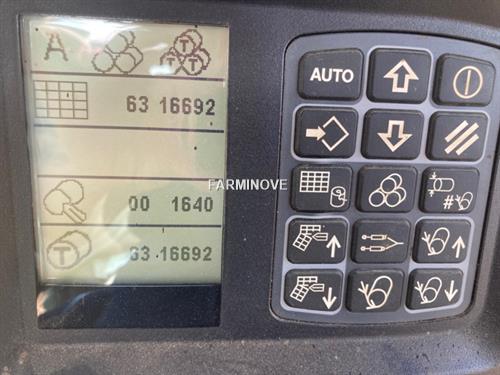 A T T T
63 16692
00 1640
T 63 16692
FARMINOVE
AUTO
#